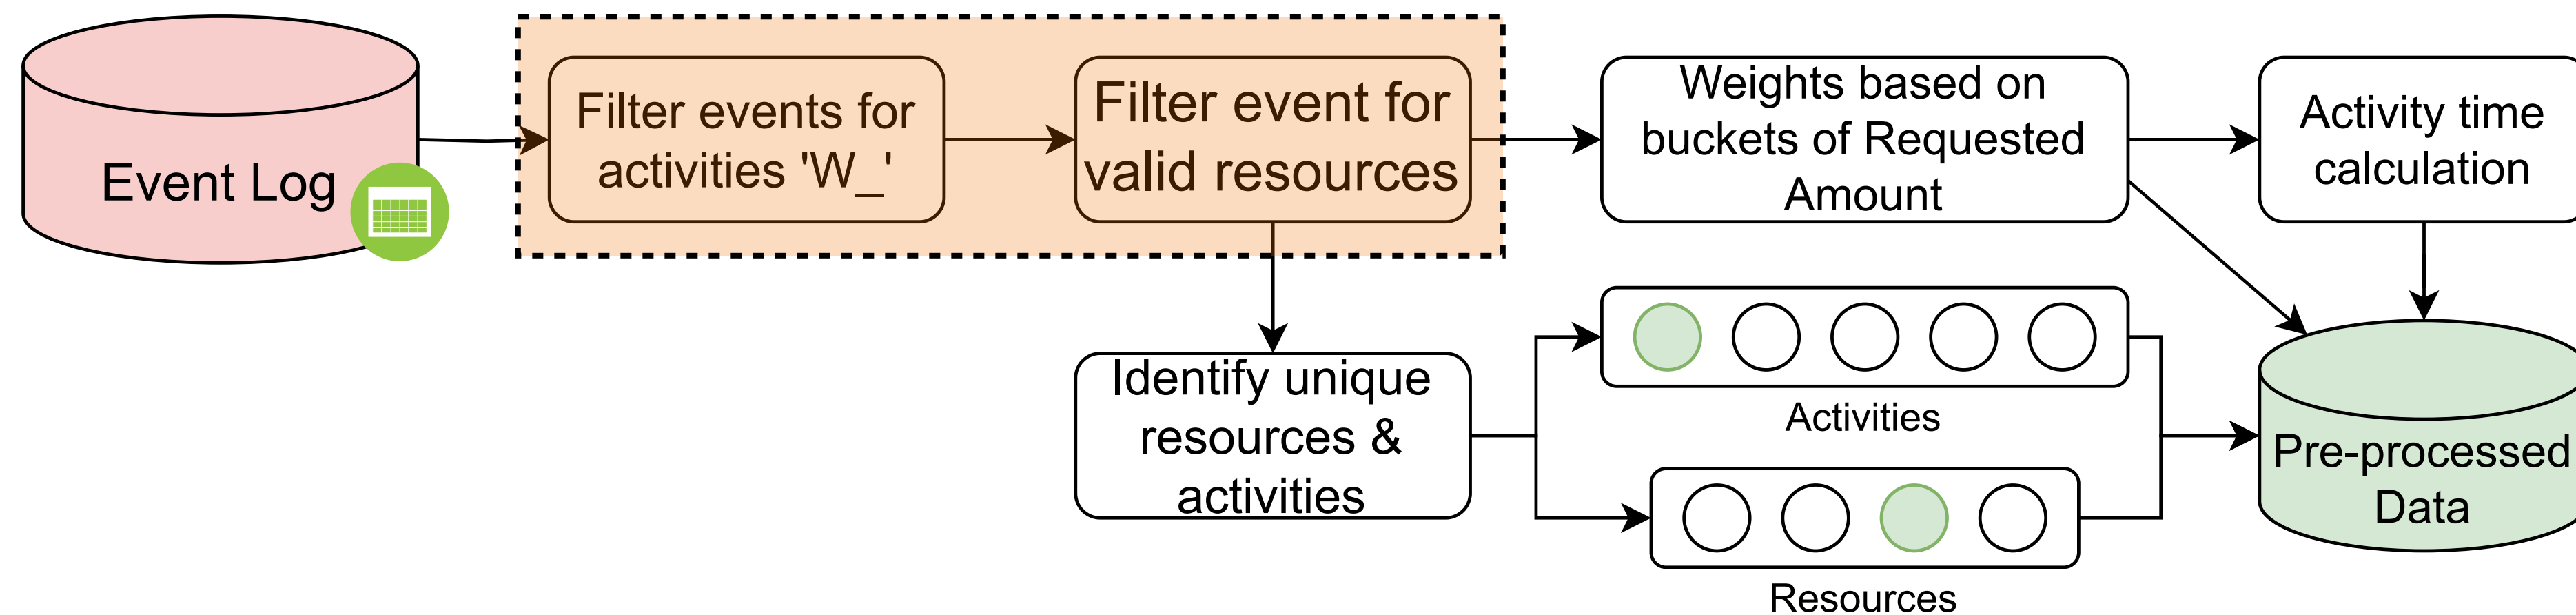 Event Log
Filter events for
activities 'W_'
Filter event for
valid resources
Weights based on
buckets of Requested
Amount
Activity time
calculation
Identify unique
resources &
activities
Activities
Resources
Pre-processed
Data